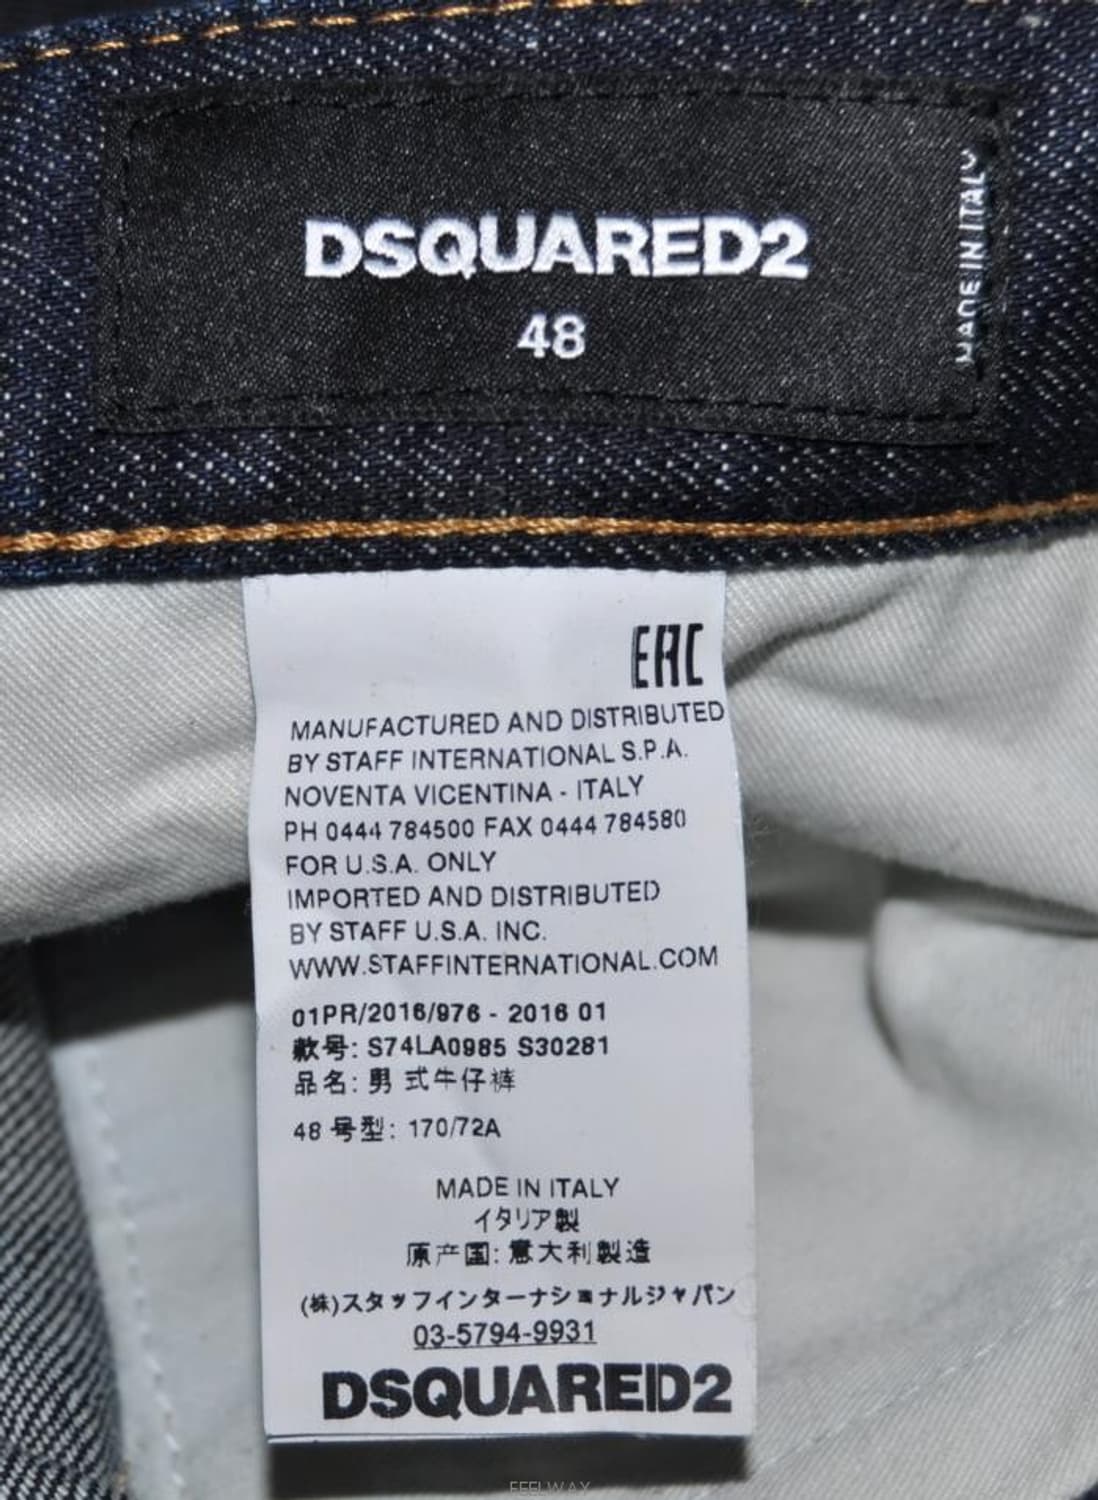 DSQUARED2
48
MADE IN ITALY
EAC
MANUFACTURED AND DISTRIBUTED
BY STAFF INTERNATIONAL S.P.A.
NOVENTA VICENTINA - ITALY
PH 0444 784500 FAX 0444 784580
FOR U.S.A. ONLY
IMPORTED AND DISTRIBUTED
BY STAFF U.S.A. INC.
WWW.STAFFINTERNATIONAL.COM
01PR/2016/976 - 2016 01
款号: S74LA0985 S30281
品名: 男式牛仔裤
48 号型: 170/72A
MADE IN ITALY
イタリア製
原产国: 意大利製造
(株)スタッフインターナショナルジャパン
03-5794-9931
DSQUARED2
FEELWAY